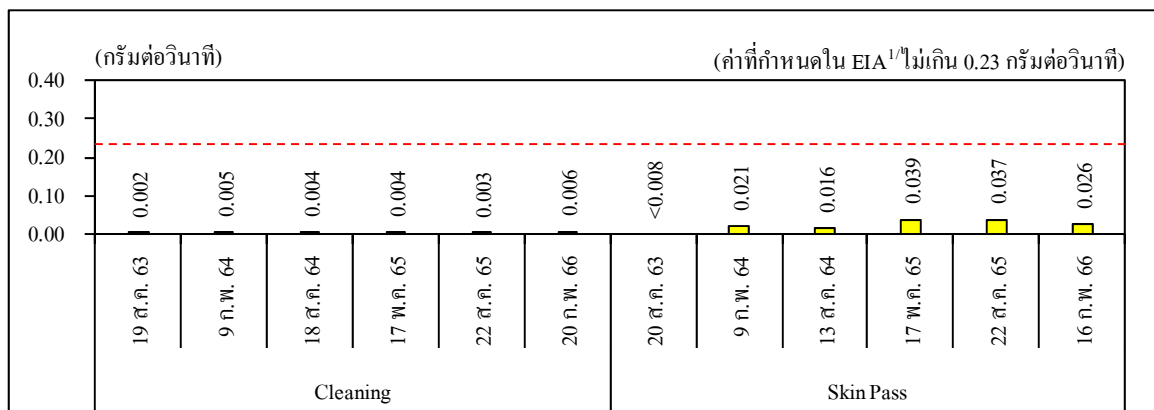 (กรัมต่อวินาที)
(ค่าที่กำหนดใน EIA1/ไม่เกิน 0.23 กรัมต่อวินาที)
0.40
0.30
0.20
0.10
0.00
0.002
0.005
0.004
0.004
0.003
0.006
<0.008
0.021
0.016
0.039
0.037
0.026
19 ส.ค. 63
9 ก.พ. 64
18 ส.ค. 64
17 พ.ค. 65
22 ส.ค. 65
20 ก.พ. 66
20 ส.ค. 63
9 ก.พ. 64
13 ส.ค. 64
17 พ.ค. 65
22 ส.ค. 65
16 ก.พ. 66
Cleaning
Skin Pass